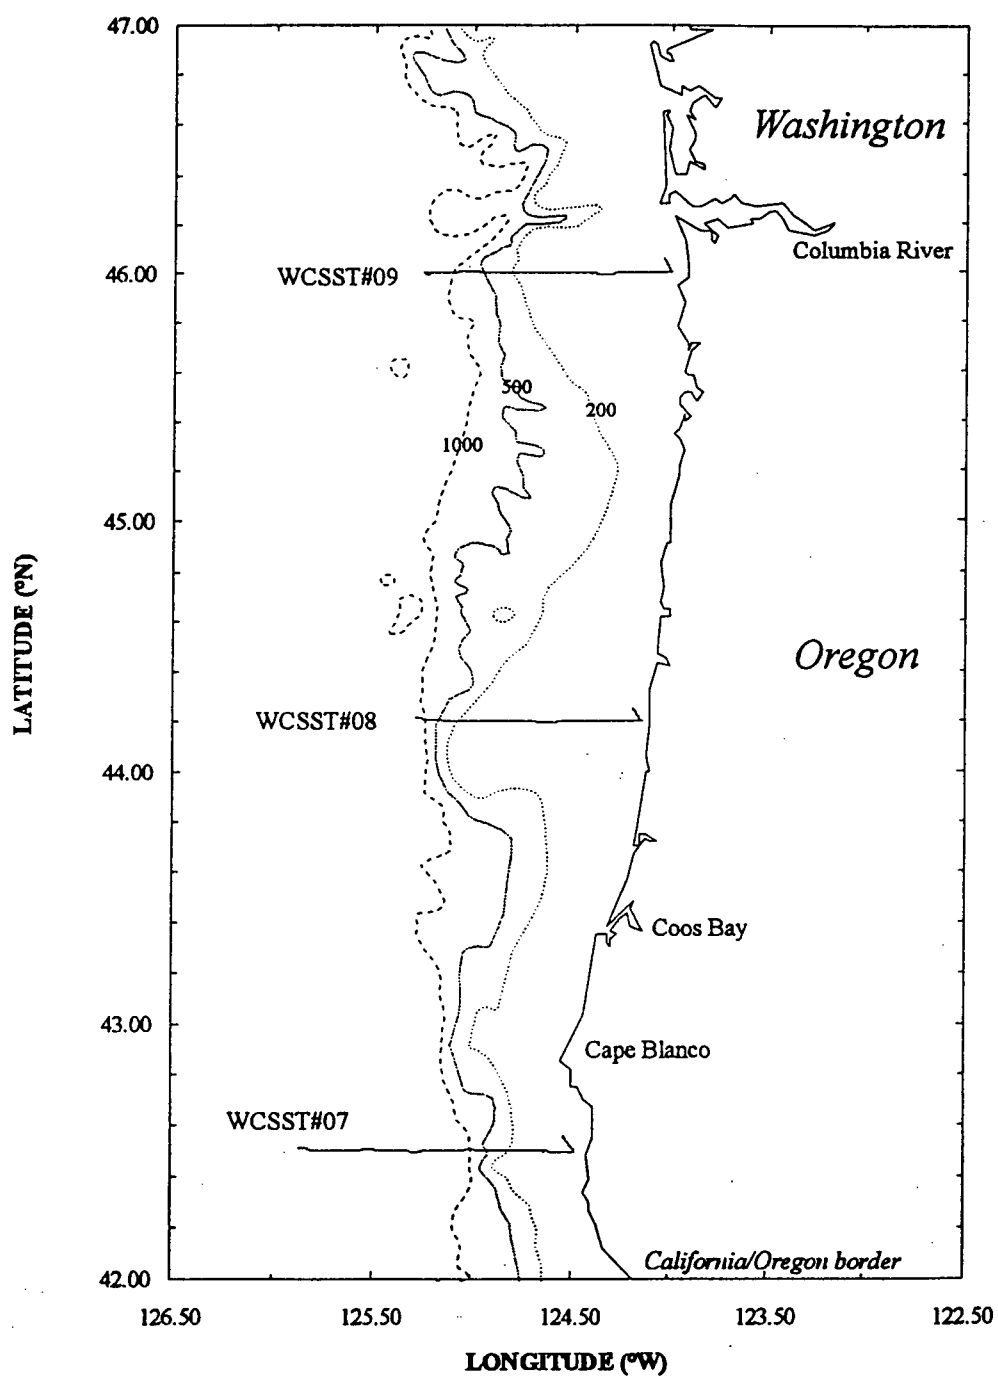 47.00
Washington
Columbia River
WCSST#09
46.00
500
200
1000
45.00
LATITUDE (ºN)
Oregon
WCSST#08
44.00
Coos Bay
43.00
Cape Blanco
WCSST#07
California/Oregon border
42.00
126.50 125.50 124.50 123.50 122.50
LONGITUDE (ºW)